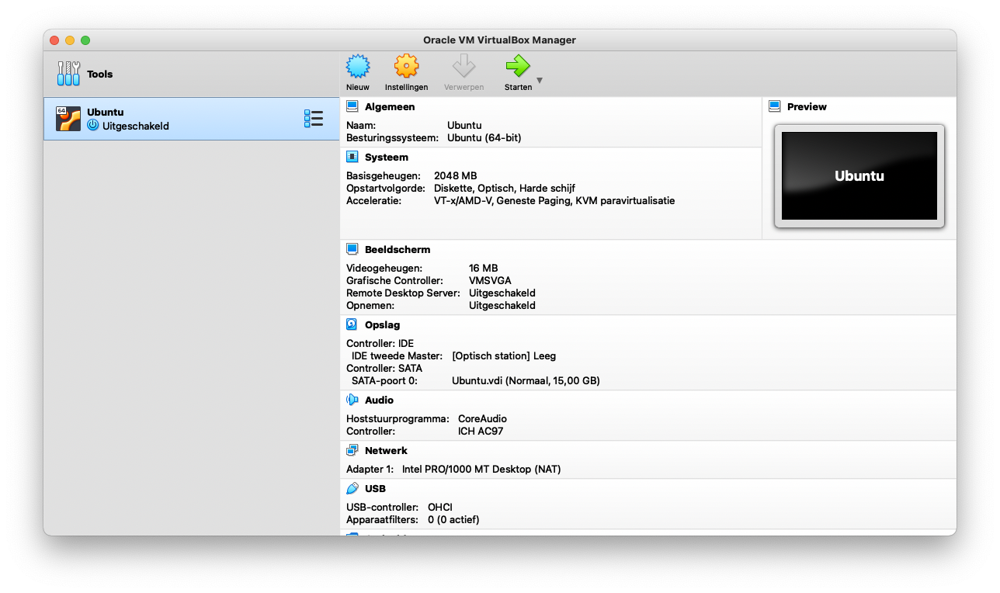 Oracle VM VirtualBox Manager
Tools
Nieuw
Instellingen
Verwerpen
Starten
64
Ubuntu
Uitgeschakeld
Algemeen
Naam: Ubuntu
Besturingssysteem: Ubuntu (64-bit)
Preview
Ubuntu
Systeem
Basisgeheugen: 2048 MB
Opstartvolgorde: Diskette, Optisch, Harde schijf
Acceleratie: VT-x/AMD-V, Geneste Paging, KVM paravirtualisatie
Beeldscherm
Videogeheugen: 16 MB
Grafische Controller: VMSVGA
Remote Desktop Server: Uitgeschakeld
Opnemen: Uitgeschakeld
Opslag
Controller: IDE
IDE tweede Master: [Optisch station] Leeg
Controller: SATA
SATA-poort 0: Ubuntu.vdi (Normaal, 15,00 GB)
Audio
Hoststuurprogramma: CoreAudio
Controller: ICH AC97
Netwerk
Adapter 1: Intel PRO/1000 MT Desktop (NAT)
USB
USB-controller: OHCI
Apparaatfilters: 0 (0 actief)